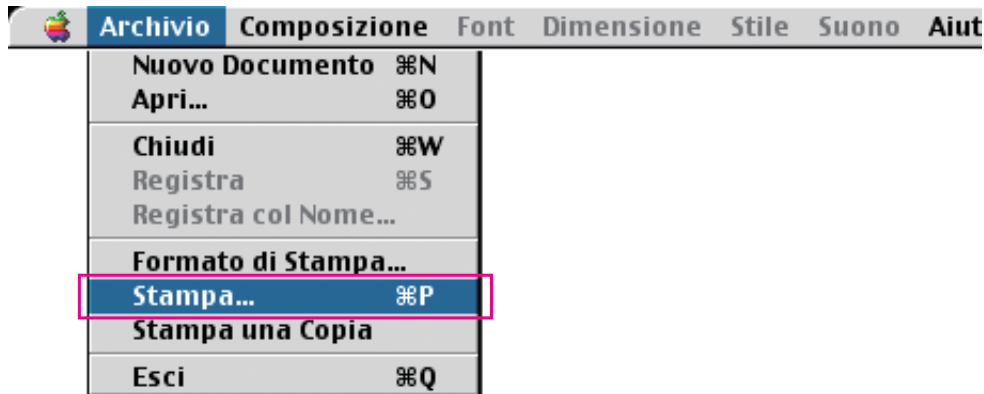 Archivio Composizione Font Dimensione Stile Suono Aiut
Nuovo Documento ⌘N
Apri... ⌘O
Chiudi ⌘W
Registra ⌘S
Registra col Nome...
Formato di Stampa...
Stampa... ⌘P
Stampa una Copia
Esci ⌘Q